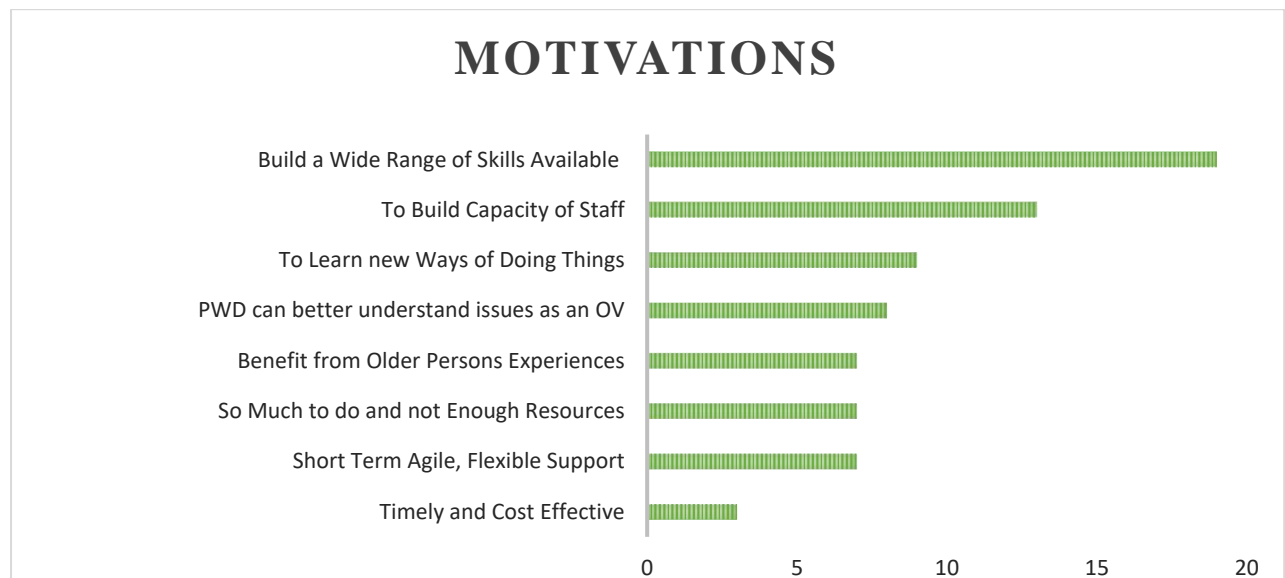 MOTIVATIONS
Build a Wide Range of Skills Available
To Build Capacity of Staff
To Learn new Ways of Doing Things
PWD can better understand issues as an OV
Benefit from Older Persons Experiences
So Much to do and not Enough Resources
Short Term Agile, Flexible Support
Timely and Cost Effective
0 5 10 15 20